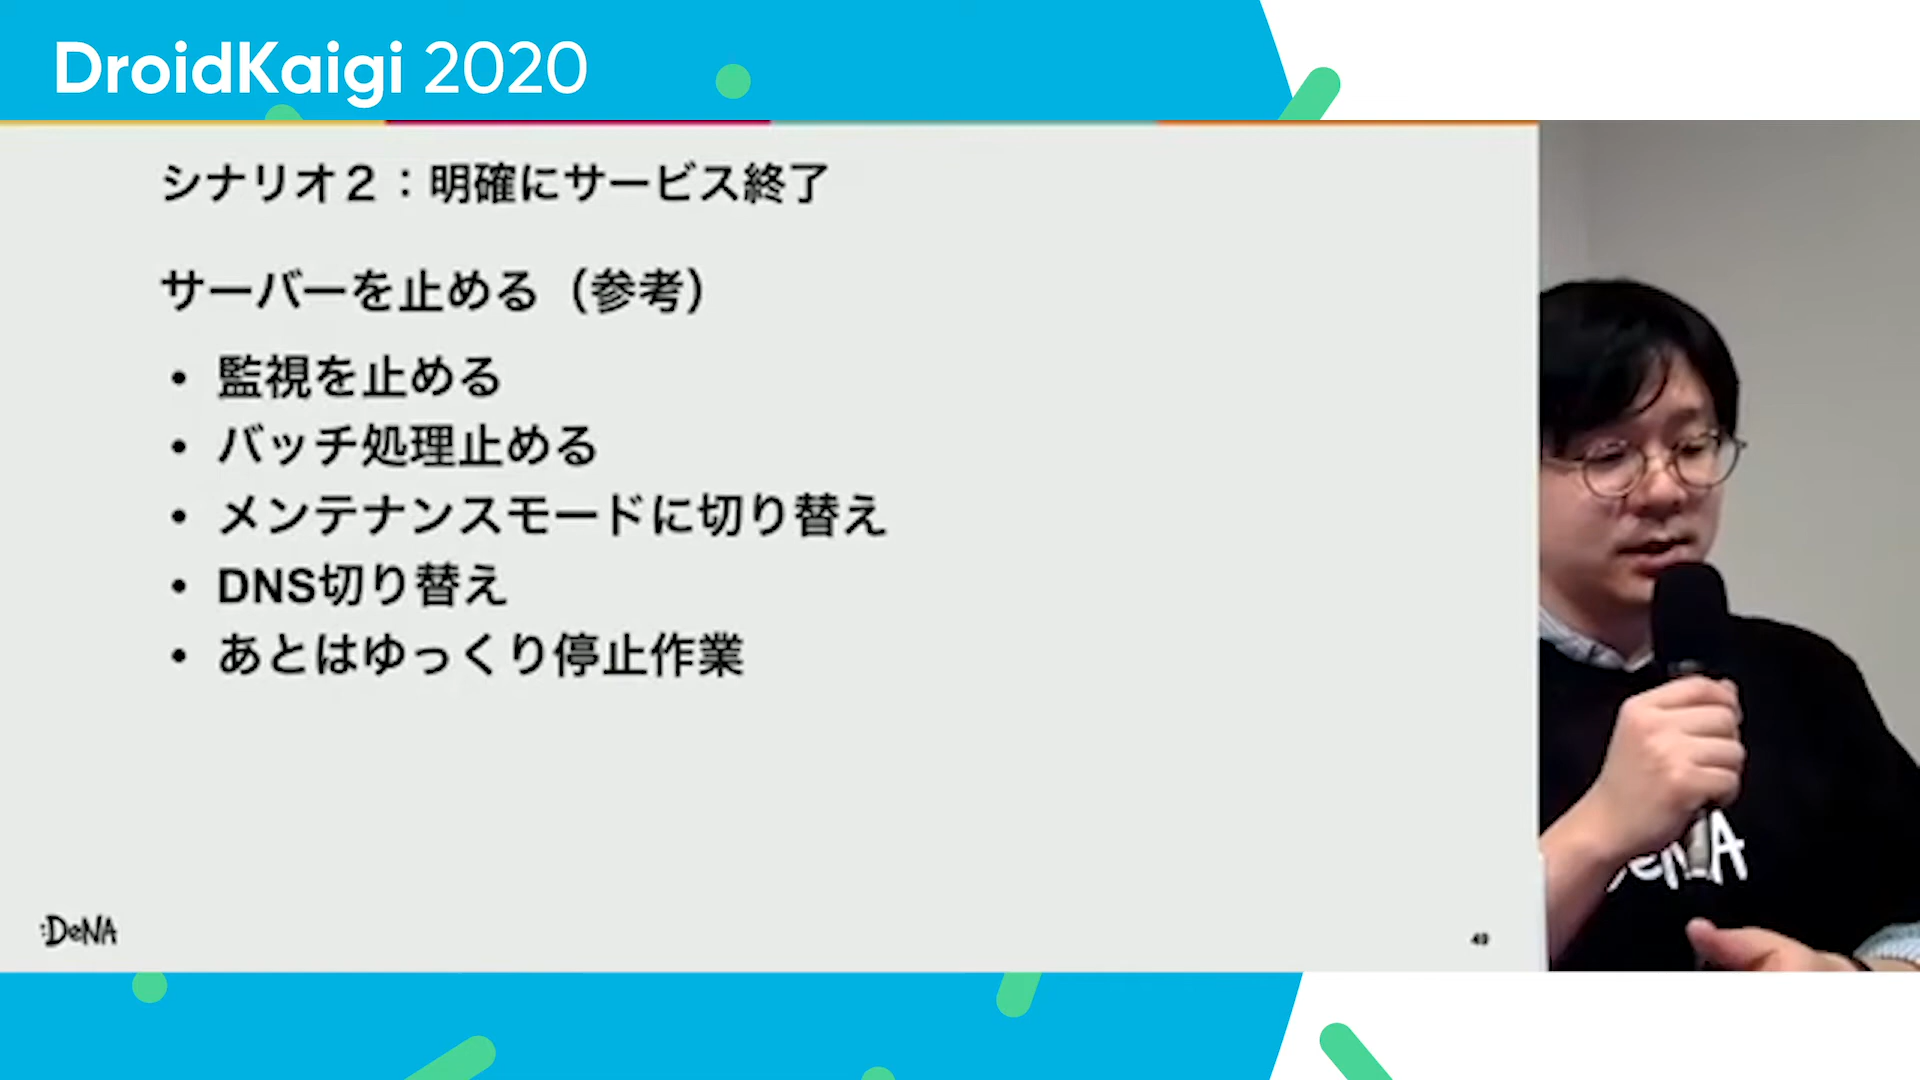 DroidKaigi 2020
シナリオ２：明確にサービス終了
サーバーを止める（参考）
• 監視を止める
• バッチ処理止める
• メンテナンスモードに切り替え
• DNS切り替え
• あとはゆっくり停止作業
:DeNA
DeNA